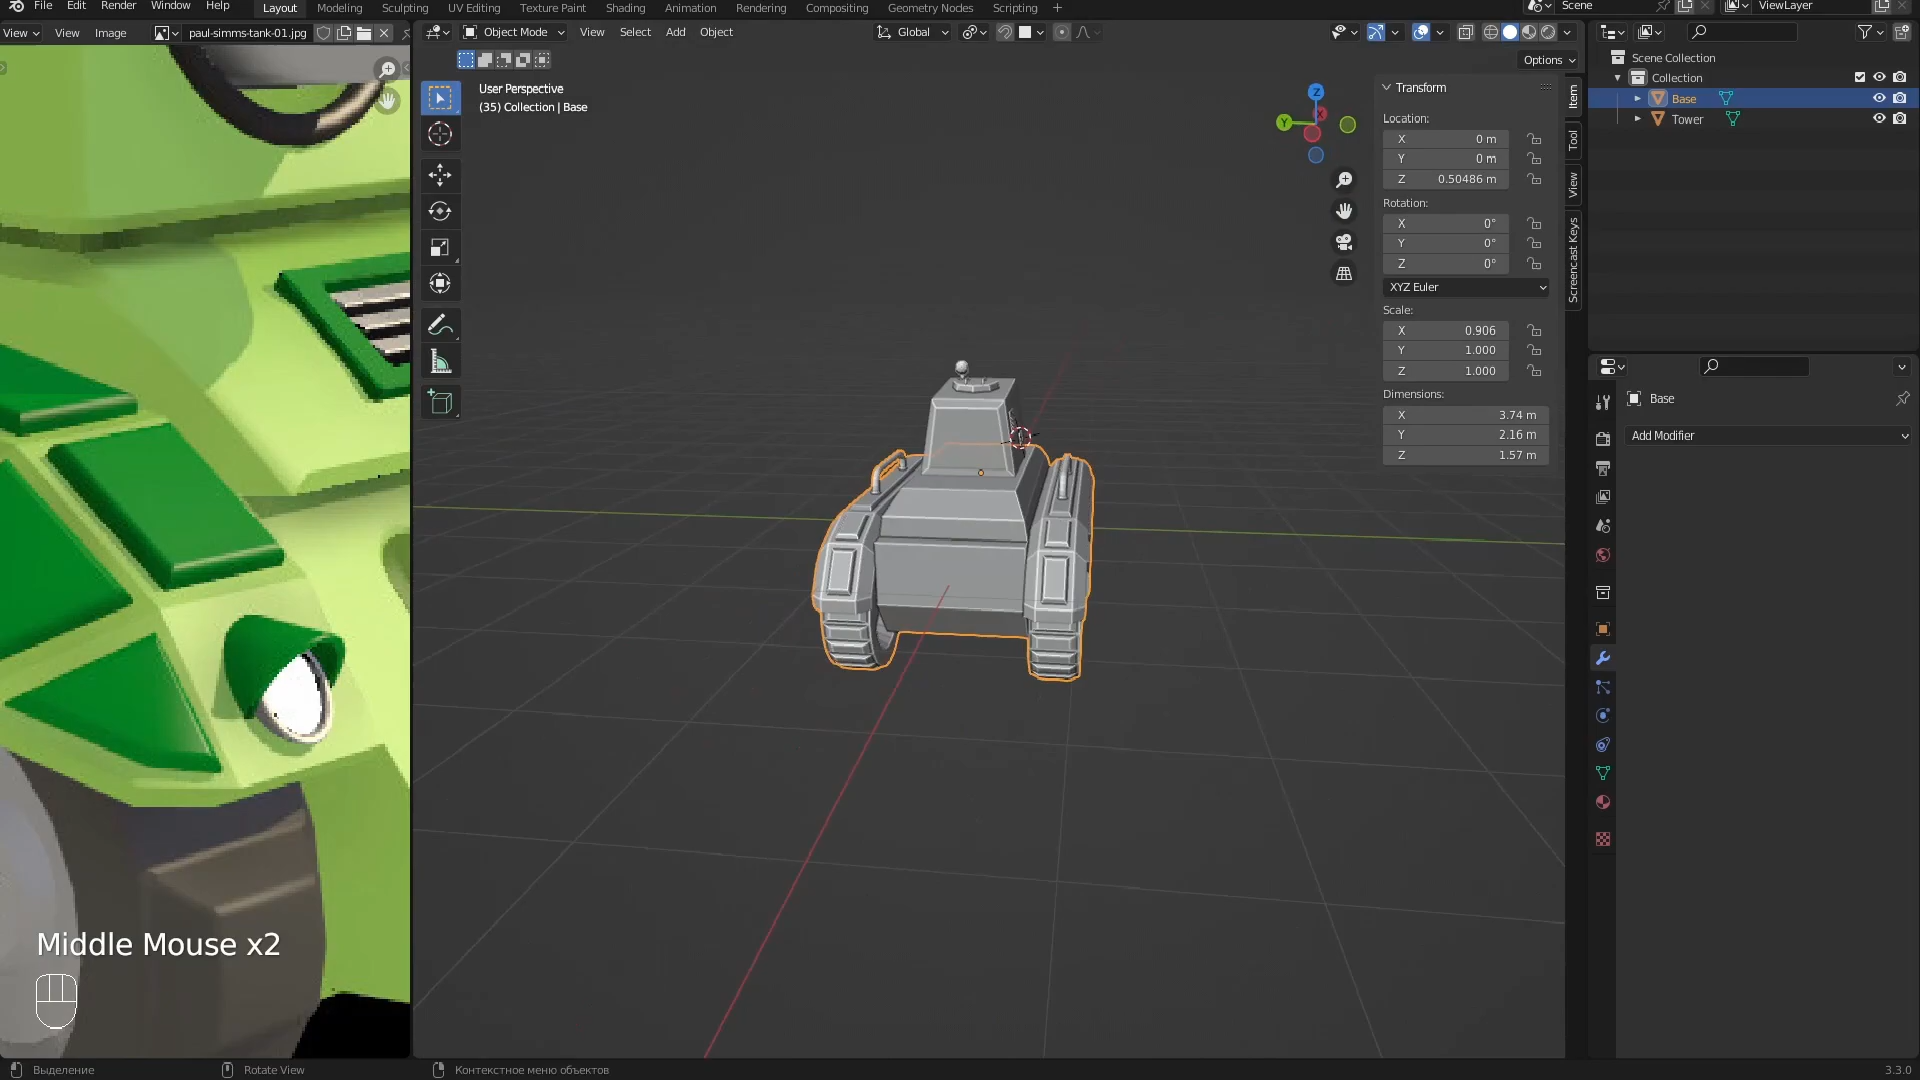 File Edit Render Window Help Layout Modeling Sculpting UV Editing Texture Paint Shading Animation Rendering Compositing Geometry Nodes Scripting + Scene ViewLayer
View View Image paul-simms-tank-01.jpg Object Mode View Select Add Object Global
Options
User Perspective
(35) Collection | Base
Z
X
Y
Transform
Location:
X 0 m
Y 0 m
Z 0.50486 m
Rotation:
X 0°
Y 0°
Z 0°
XYZ Euler
Scale:
X 0.906
Y 1.000
Z 1.000
Dimensions:
X 3.74 m
Y 2.16 m
Z 1.57 m
Item
Tool
View
Screencast Keys
Scene Collection
Collection
Base
Tower
Base
Add Modifier
Middle Mouse x2
Выделение Rotate View Контекстное меню объектов 3.3.0